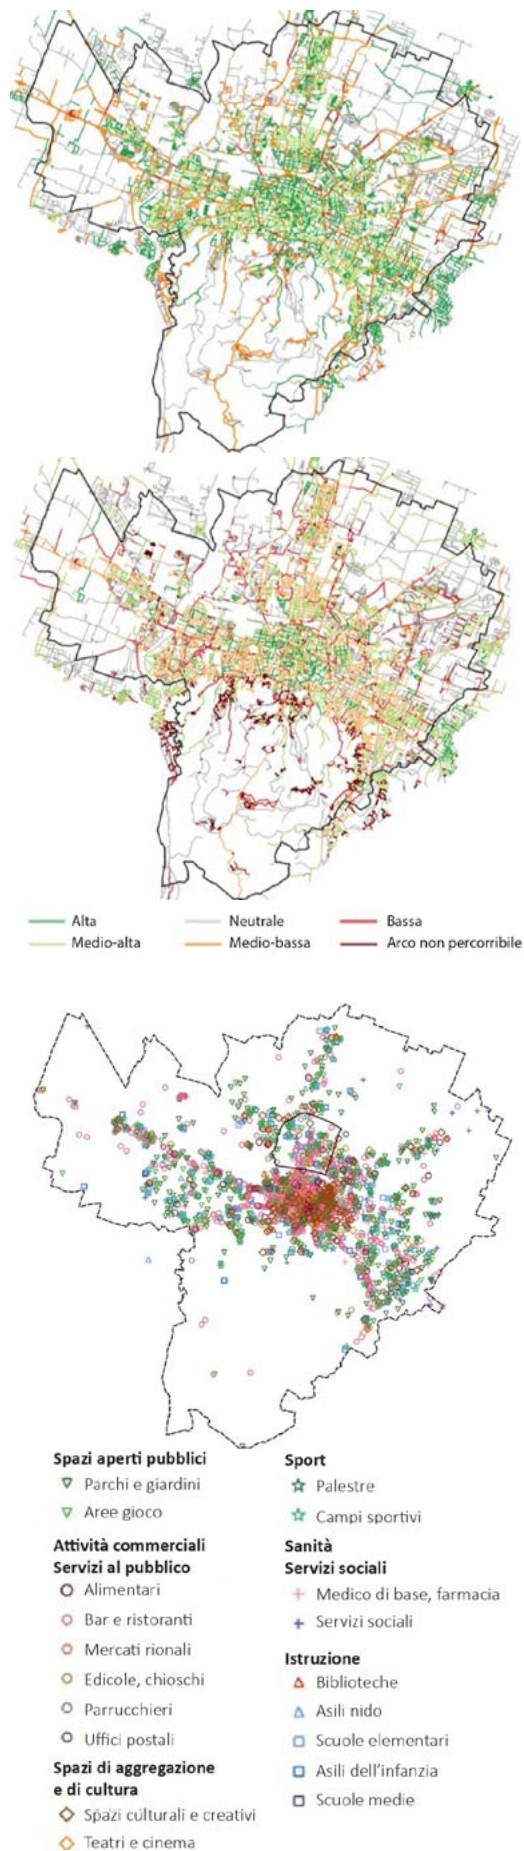 Alta
Neutrale
Bassa
Medio-alta
Medio-bassa
Arco non percorribile
Spazi aperti pubblici
Parchi e giardini
Aree gioco
Attività commerciali
Servizi al pubblico
Alimentari
Bar e ristoranti
Mercati rionali
Edicole, chioschi
Parrucchieri
Uffici postali
Spazi di aggregazione
e di cultura
Spazi culturali e creativi
Teatri e cinema
Sport
Palestre
Campi sportivi
Sanità
Servizi sociali
Medico di base, farmacia
Servizi sociali
Istruzione
Biblioteche
Asili nido
Scuole elementari
Asili dell'infanzia
Scuole medie